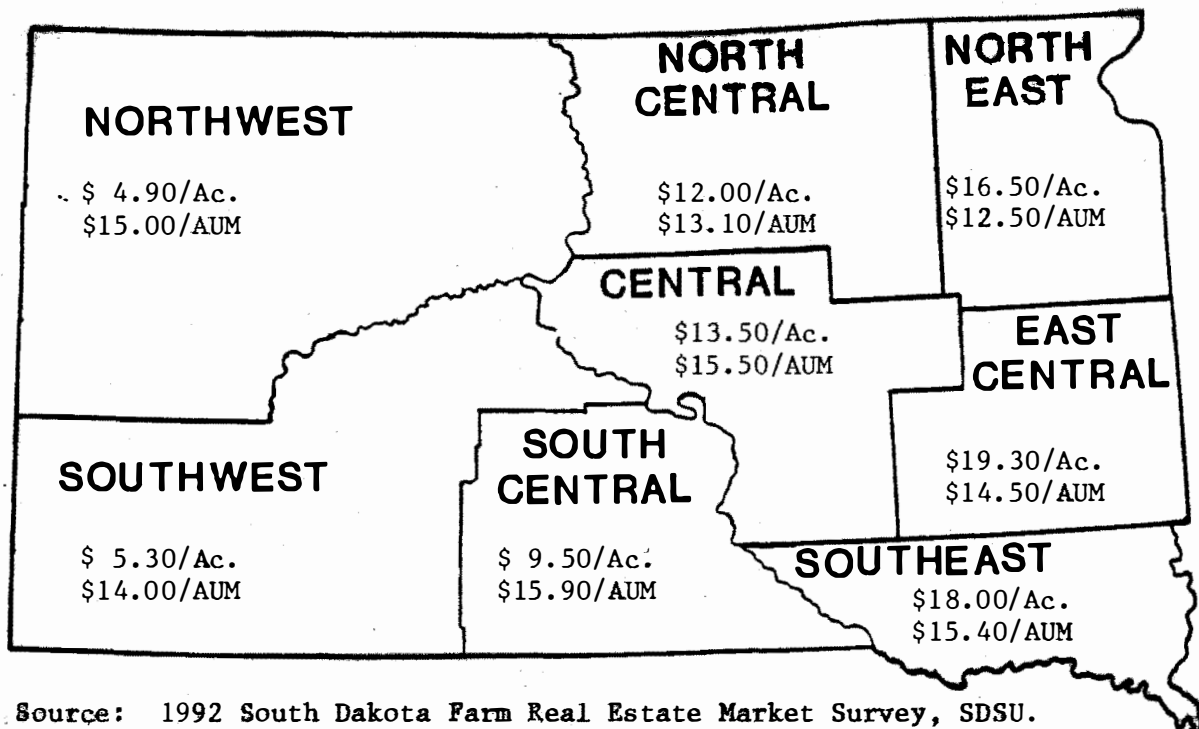 NORTHWEST
$ 4.90/Ac.
$15.00/AUM
NORTH
CENTRAL
$12.00/Ac.
$13.10/AUM
NORTH
EAST
$16.50/Ac.
$12.50/AUM
CENTRAL
$13.50/Ac.
$15.50/AUM
EAST
CENTRAL
$19.30/Ac.
$14.50/AUM
SOUTHWEST
$ 5.30/Ac.
$14.00/AUM
SOUTH
CENTRAL
$ 9.50/Ac.
$15.90/AUM
SOUTHEAST
$18.00/Ac.
$15.40/AUM
Source: 1992 South Dakota Farm Real Estate Market Survey, SDSU.